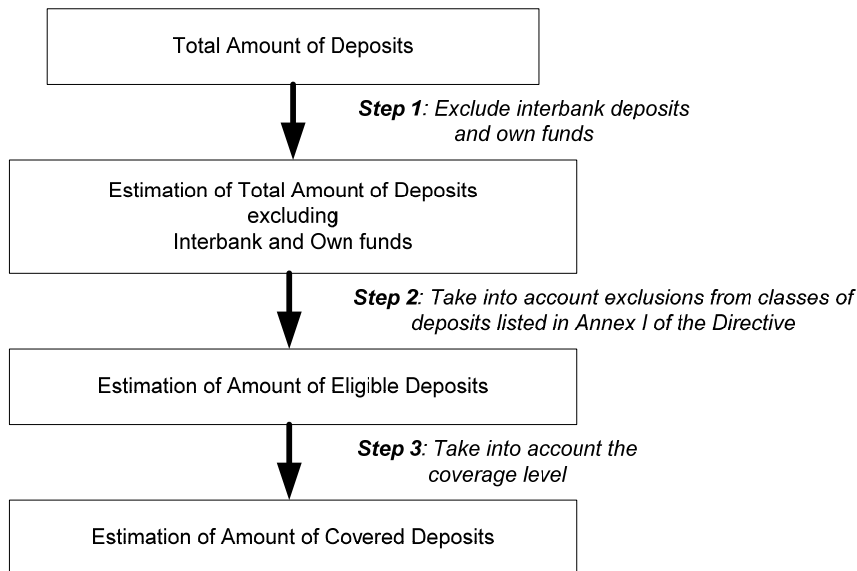 Total Amount of Deposits
Step 1: Exclude interbank deposits
and own funds
Estimation of Total Amount of Deposits
excluding
Interbank and Own funds
Step 2: Take into account exclusions from classes of
deposits listed in Annex I of the Directive
Estimation of Amount of Eligible Deposits
Step 3: Take into account the
coverage level
Estimation of Amount of Covered Deposits